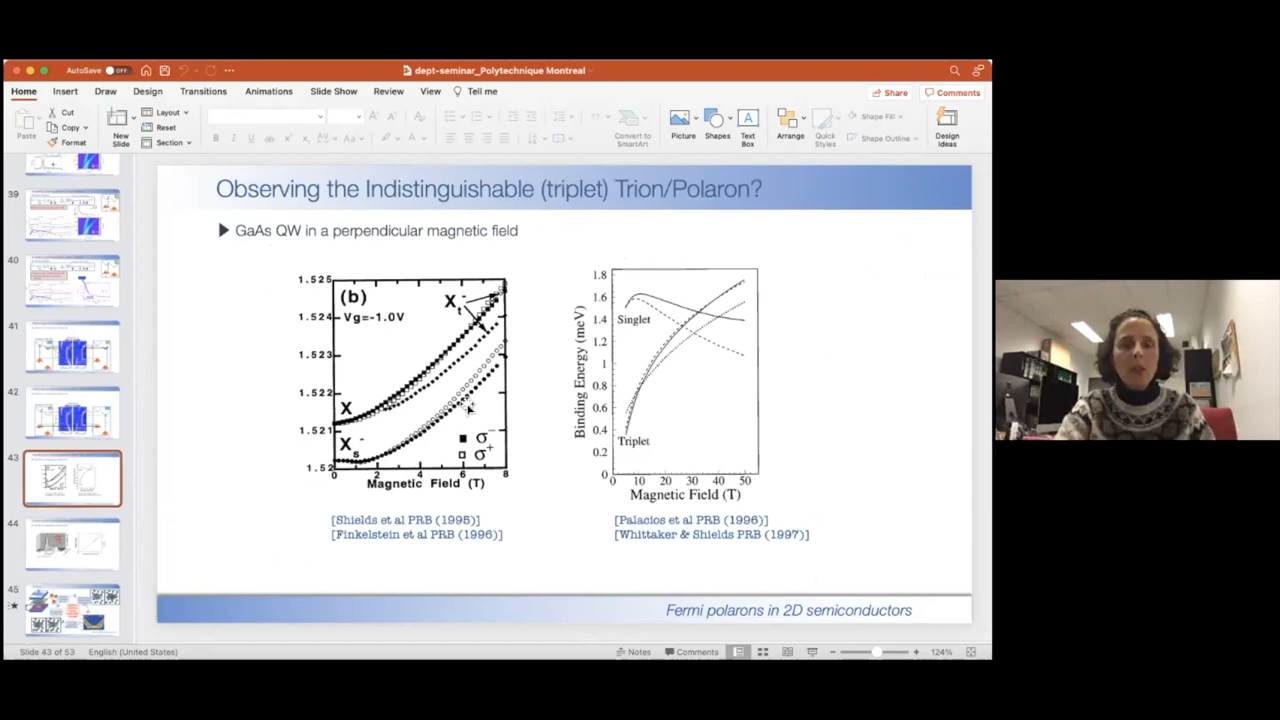 AutoSave OFF
dept-seminar_Polytechnique Montreal
Home Insert Draw Design Transitions Animations Slide Show Review View Tell me
Share Comments
Paste
Cut
Copy
Format
New Slide
Layout
Reset
Section
Convert to SmartArt
Picture
Shapes
Text Box
Arrange
Quick Styles
Shape Fill
Shape Outline
Design Ideas
39
40
41
42
43
44
45
Observing the Indistinguishable (triplet) Trion/Polaron?
GaAs QW in a perpendicular magnetic field
1.525
1.524
1.523
1.522
1.521
1.52
(b)
Vg=-1.0V
Xt-
X
Xs-
σ-
σ+
0 2 4 6 8
Magnetic Field (T)
Binding Energy (meV)
1.8
1.6
1.4
1.2
1
0.8
0.6
0.4
0.2
0
Singlet
Triplet
0 10 20 30 40 50
Magnetic Field (T)
[Shields et al PRB (1995)]
[Finkelstein et al PRB (1996)]
[Palacios et al PRB (1996)]
[Whittaker & Shields PRB (1997)]
Fermi polarons in 2D semiconductors
Slide 43 of 53 English (United States)
Notes Comments 124%